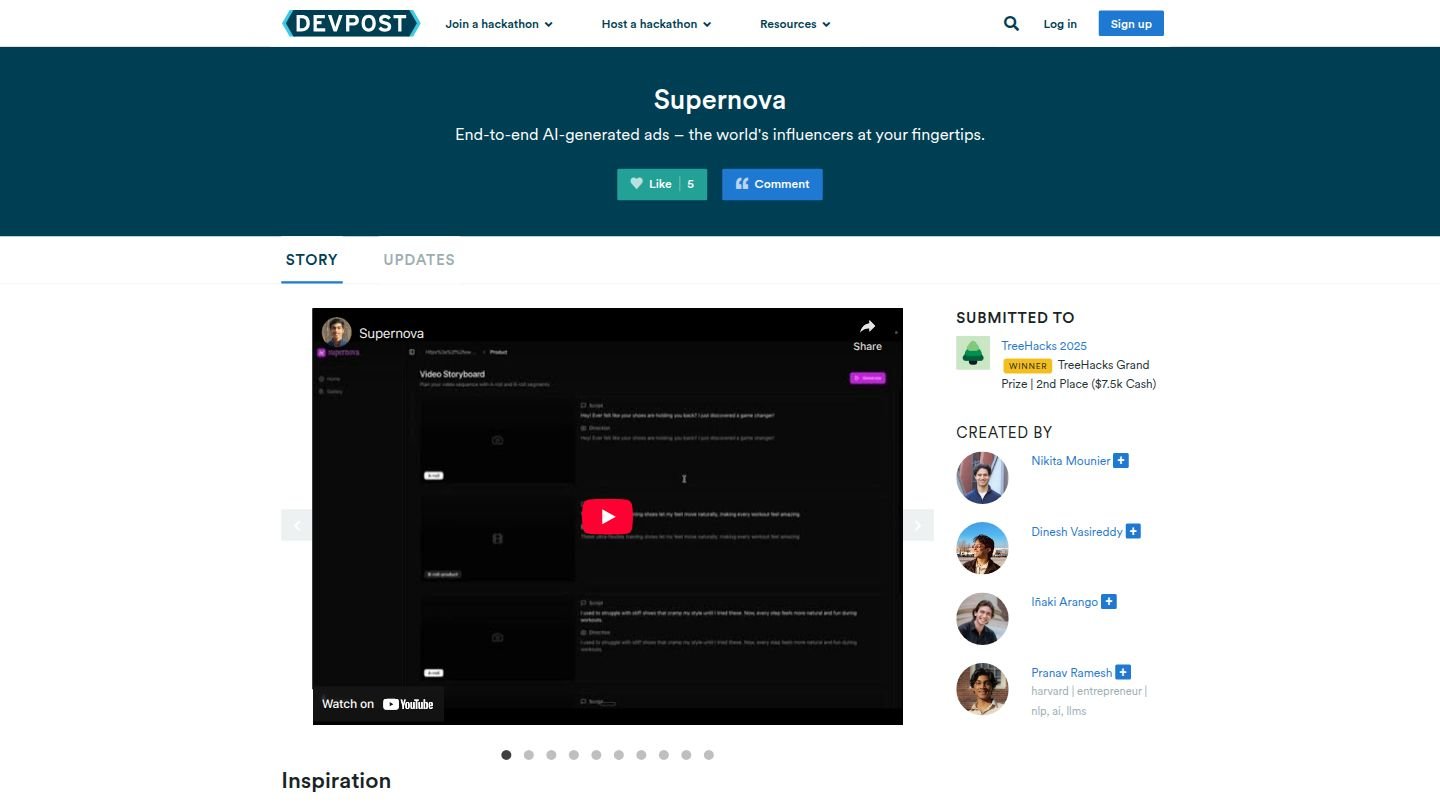 DEVPOST
Join a hackathon
Host a hackathon
Resources
Log in
Sign up
Supernova
End-to-end AI-generated ads – the world's influencers at your fingertips.
Like 5
Comment
STORY
UPDATES
Supernova
Share
supernova
Product
Home
Gallery
Video Storyboard
Plan your video sequence with A-roll and B-roll segments
Generate
Script
Hey! Ever felt like your shoes are holding you back? I just discovered a game changer!
Direction
Hey! Ever felt like your shoes are holding you back? I just discovered a game changer!
A-roll
training shoes let my feet move naturally, making every workout feel amazing.
These ultra-flexible training shoes let my feet move naturally, making every workout feel amazing.
B-roll product
Script
I used to struggle with stiff shoes that cramp my style until I tried these. Now, every step feels more natural and fun during
workouts.
Direction
I used to struggle with stiff shoes that cramp my style until I tried these. Now, every step feels more natural and fun during
workouts.
A-roll
Script
Watch on YouTube
SUBMITTED TO
TreeHacks 2025
WINNER TreeHacks Grand
Prize | 2nd Place ($7.5k Cash)
CREATED BY
Nikita Mounier
Dinesh Vasireddy
Iñaki Arango
Pranav Ramesh
harvard | entrepreneur |
nlp, ai, llms
Inspiration